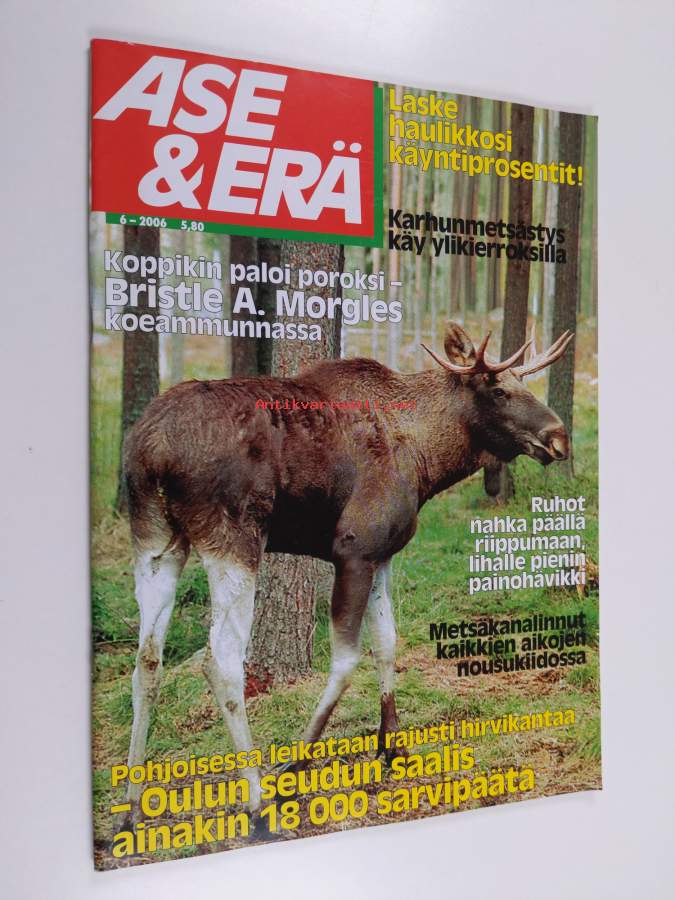 ASE
& ERÄ
6 – 2006 5,80
Laske
haulikkosi
käyntiprosentit!
Karhunmetsästys
käy ylikierroksilla
Koppikin paloi poroksi –
Bristle A. Morgles
koeammunnassa
Antikvariaatti.net
Ruhot
nahka päällä
riippumaan,
lihalle pienin
painohävikki
Metsäkanalinnut
kaikkien aikojen
nousukiidossa
Pohjoisessa leikataan rajusti hirvikantaa
– Oulun seudun saalis
ainakin 18 000 sarvipäätä